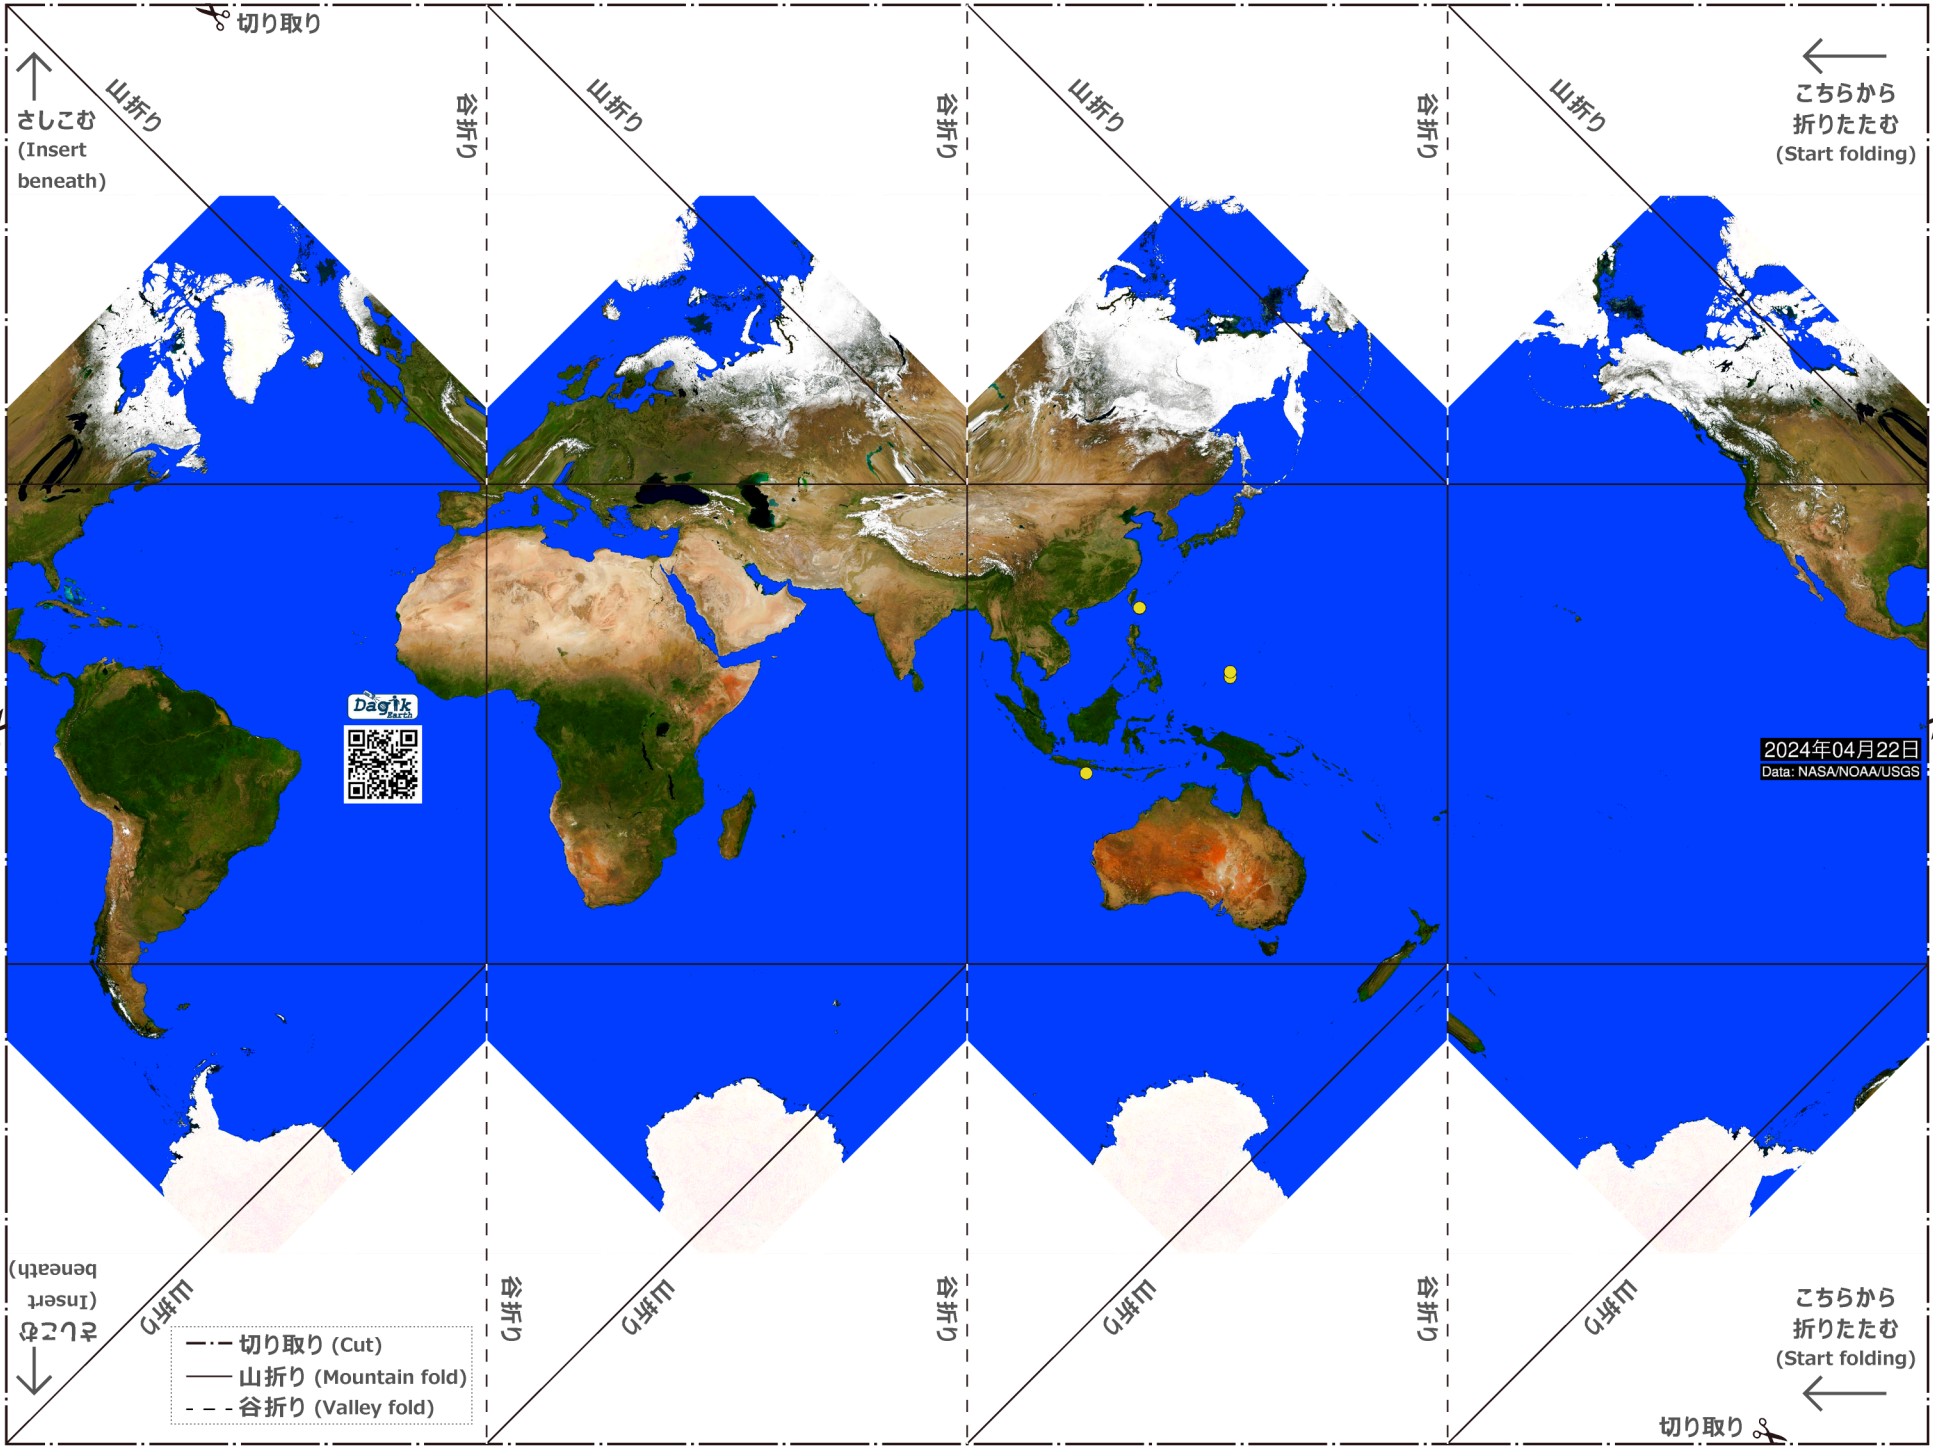 切り取り
山折り
谷折り
山折り
谷折り
山折り
谷折り
山折り
さしこむ
(Insert
beneath)
こちらから
折りたたむ
(Start folding)
Dagik
Earth
2024年04月22日
Data: NASA/NOAA/USGS
さしこむ
(Insert
beneath)
山折り
谷折り
山折り
谷折り
山折り
谷折り
山折り
こちらから
折りたたむ
(Start folding)
切り取り (Cut)
山折り (Mountain fold)
谷折り (Valley fold)
切り取り